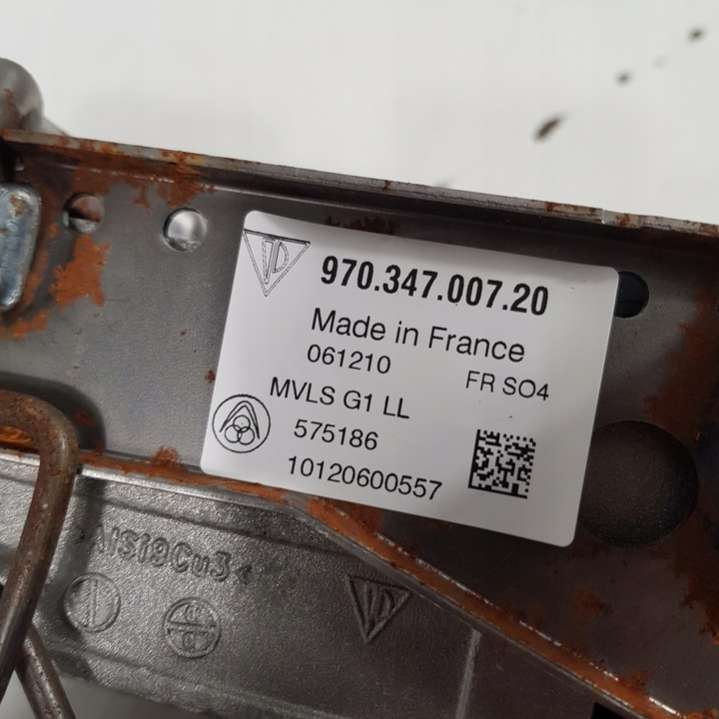 970.347.007.20
Made in France
061210 FR SO4
MVLS G1 LL
575186
10120600557
AlSi9Cu3<